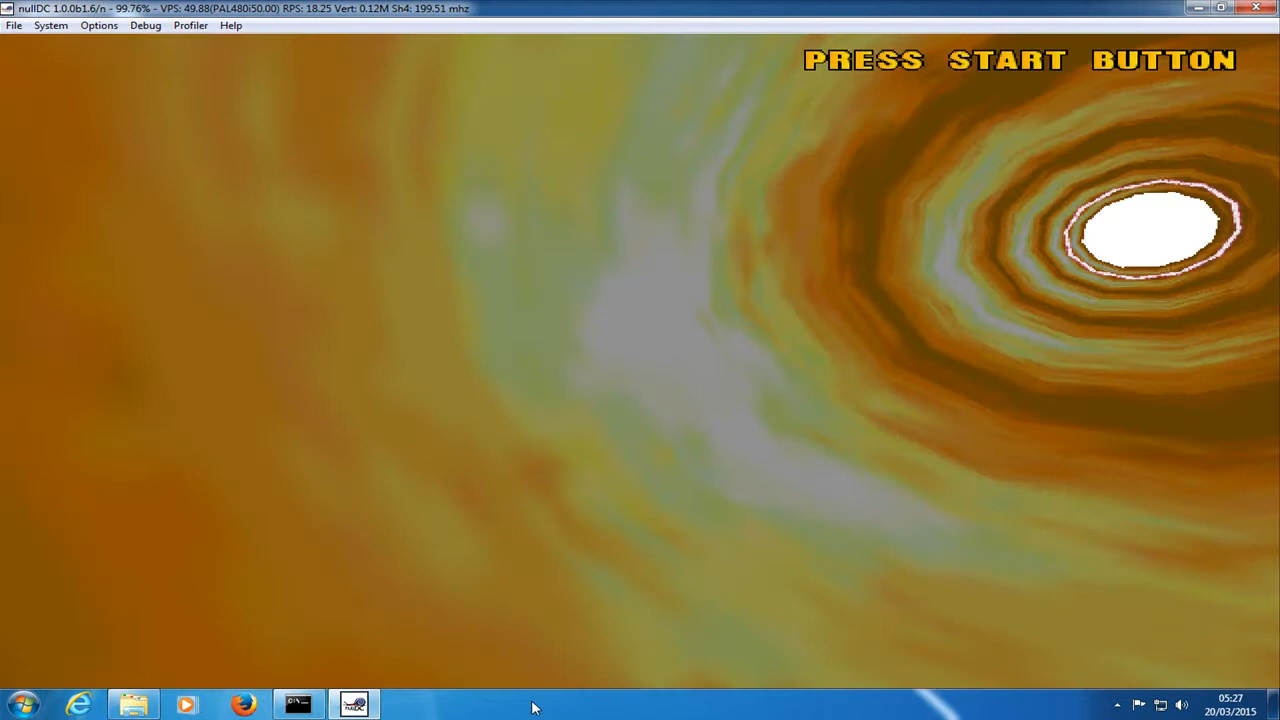 nullDC 1.0.0b1.6/n - 99.76% - VPS: 49.88(PAL480i50.00) RPS: 18.25 Vert: 0.12M Sh4: 199.51 mhz
File System Options Debug Profiler Help
PRESS START BUTTON
C:\_
nullDC
05:27
20/03/2015